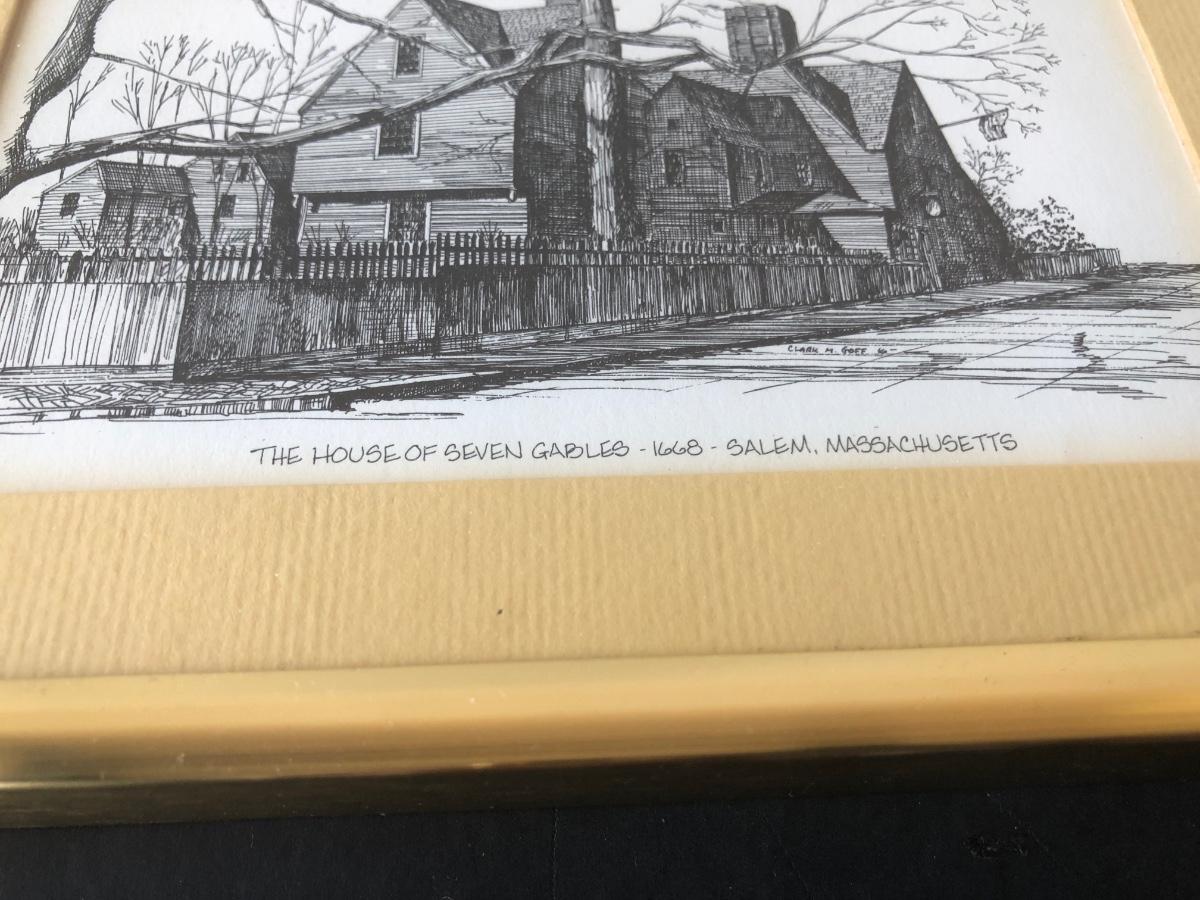 CLARK M. GOFF
THE HOUSE OF SEVEN GABLES - 1668 - SALEM, MASSACHUSETTS